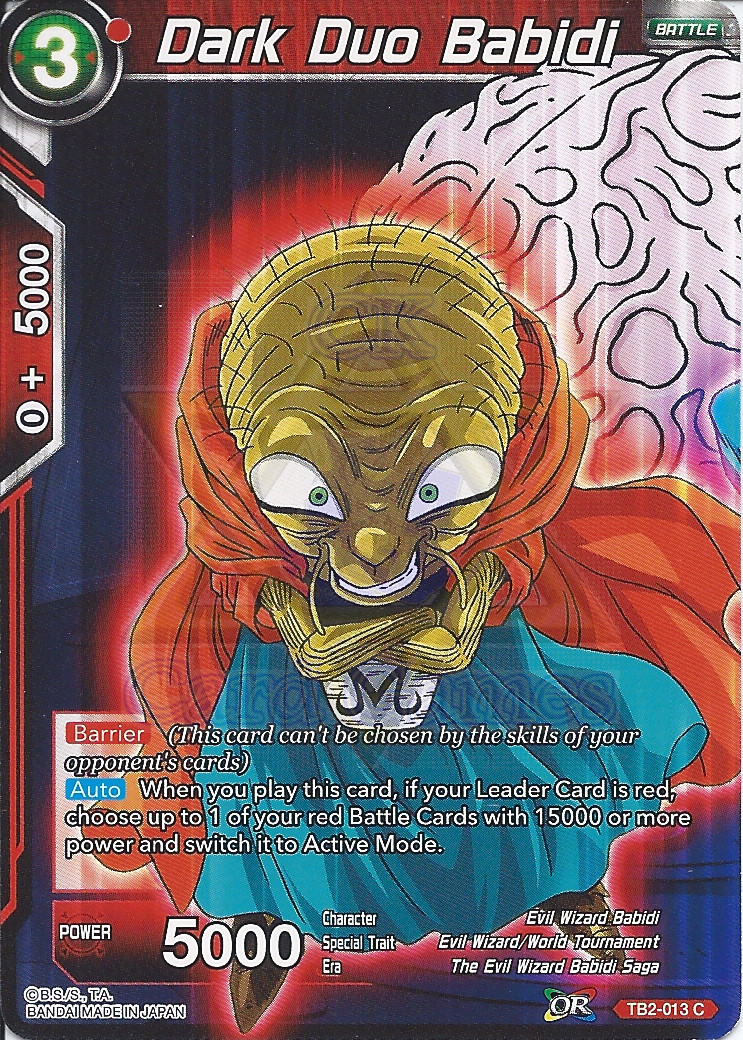 3
Dark Duo Babidi
BATTLE
0 + 5000
Barrier (This card can't be chosen by the skills of your
opponent's cards)
Auto When you play this card, if your Leader Card is red,
choose up to 1 of your red Battle Cards with 15000 or more
power and switch it to Active Mode.
POWER 5000
Character Evil Wizard Babidi
Special Trait Evil Wizard/World Tournament
Era The Evil Wizard Babidi Saga
©B.S./S., T.A.
BANDAI MADE IN JAPAN
OR
TB2-013 C